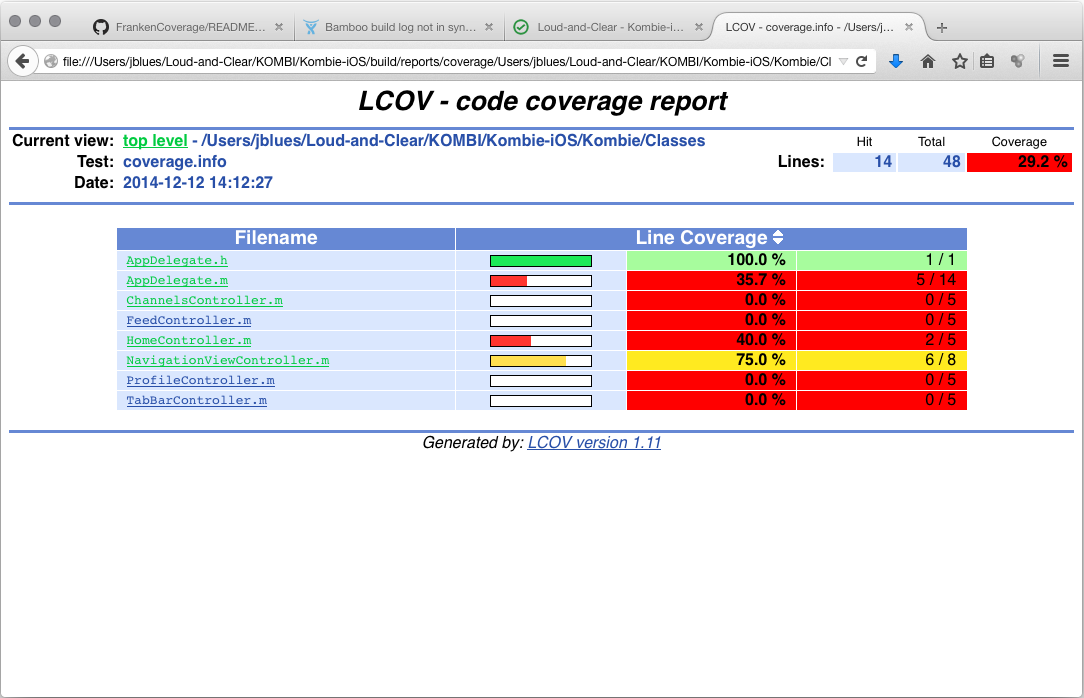 FrankenCoverage/README...
Bamboo build log not in syn...
Loud-and-Clear - Kombie-i...
LCOV - coverage.info - /Users/j...
file:///Users/jblues/Loud-and-Clear/KOMBI/Kombie-iOS/build/reports/coverage/Users/jblues/Loud-and-Clear/KOMBI/Kombie-iOS/Kombie/Cl
LCOV - code coverage report
Current view: top level - /Users/jblues/Loud-and-Clear/KOMBI/Kombie-iOS/Kombie/Classes
Hit Total Coverage
Test: coverage.info
Lines: 14 48 29.2 %
Date: 2014-12-12 14:12:27
Filename Line Coverage
AppDelegate.h 100.0 % 1 / 1
AppDelegate.m 35.7 % 5 / 14
ChannelsController.m 0.0 % 0 / 5
FeedController.m 0.0 % 0 / 5
HomeController.m 40.0 % 2 / 5
NavigationViewController.m 75.0 % 6 / 8
ProfileController.m 0.0 % 0 / 5
TabBarController.m 0.0 % 0 / 5
Generated by: LCOV version 1.11